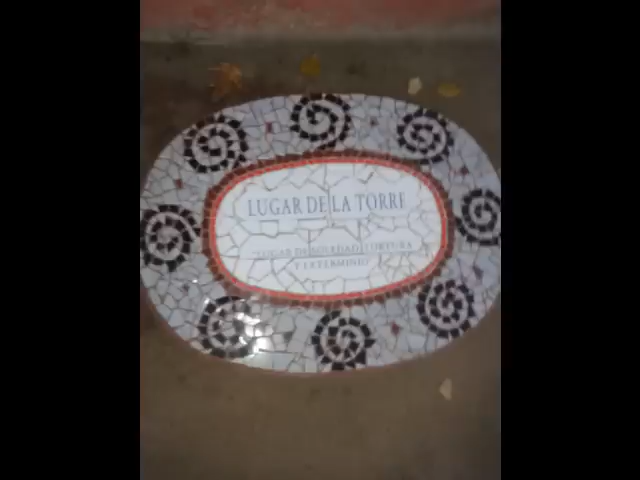 LUGAR DE LA TORRE
"LUGAR DE SOLEDAD, TORTURA
Y EXTERMINIO"